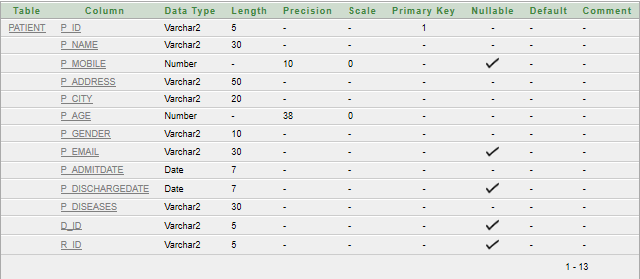 Table Column Data Type Length Precision Scale Primary Key Nullable Default Comment
PATIENT P_ID Varchar2 5 - - 1 - - -
P_NAME Varchar2 30 - - - - - -
P_MOBILE Number - 10 0 - ✓ - -
P_ADDRESS Varchar2 50 - - - - - -
P_CITY Varchar2 20 - - - - - -
P_AGE Number - 38 0 - - - -
P_GENDER Varchar2 10 - - - - - -
P_EMAIL Varchar2 30 - - - ✓ - -
P_ADMITDATE Date 7 - - - - - -
P_DISCHARGEDATE Date 7 - - - ✓ - -
P_DISEASES Varchar2 30 - - - - - -
D_ID Varchar2 5 - - - ✓ - -
R_ID Varchar2 5 - - - ✓ - -
1 - 13